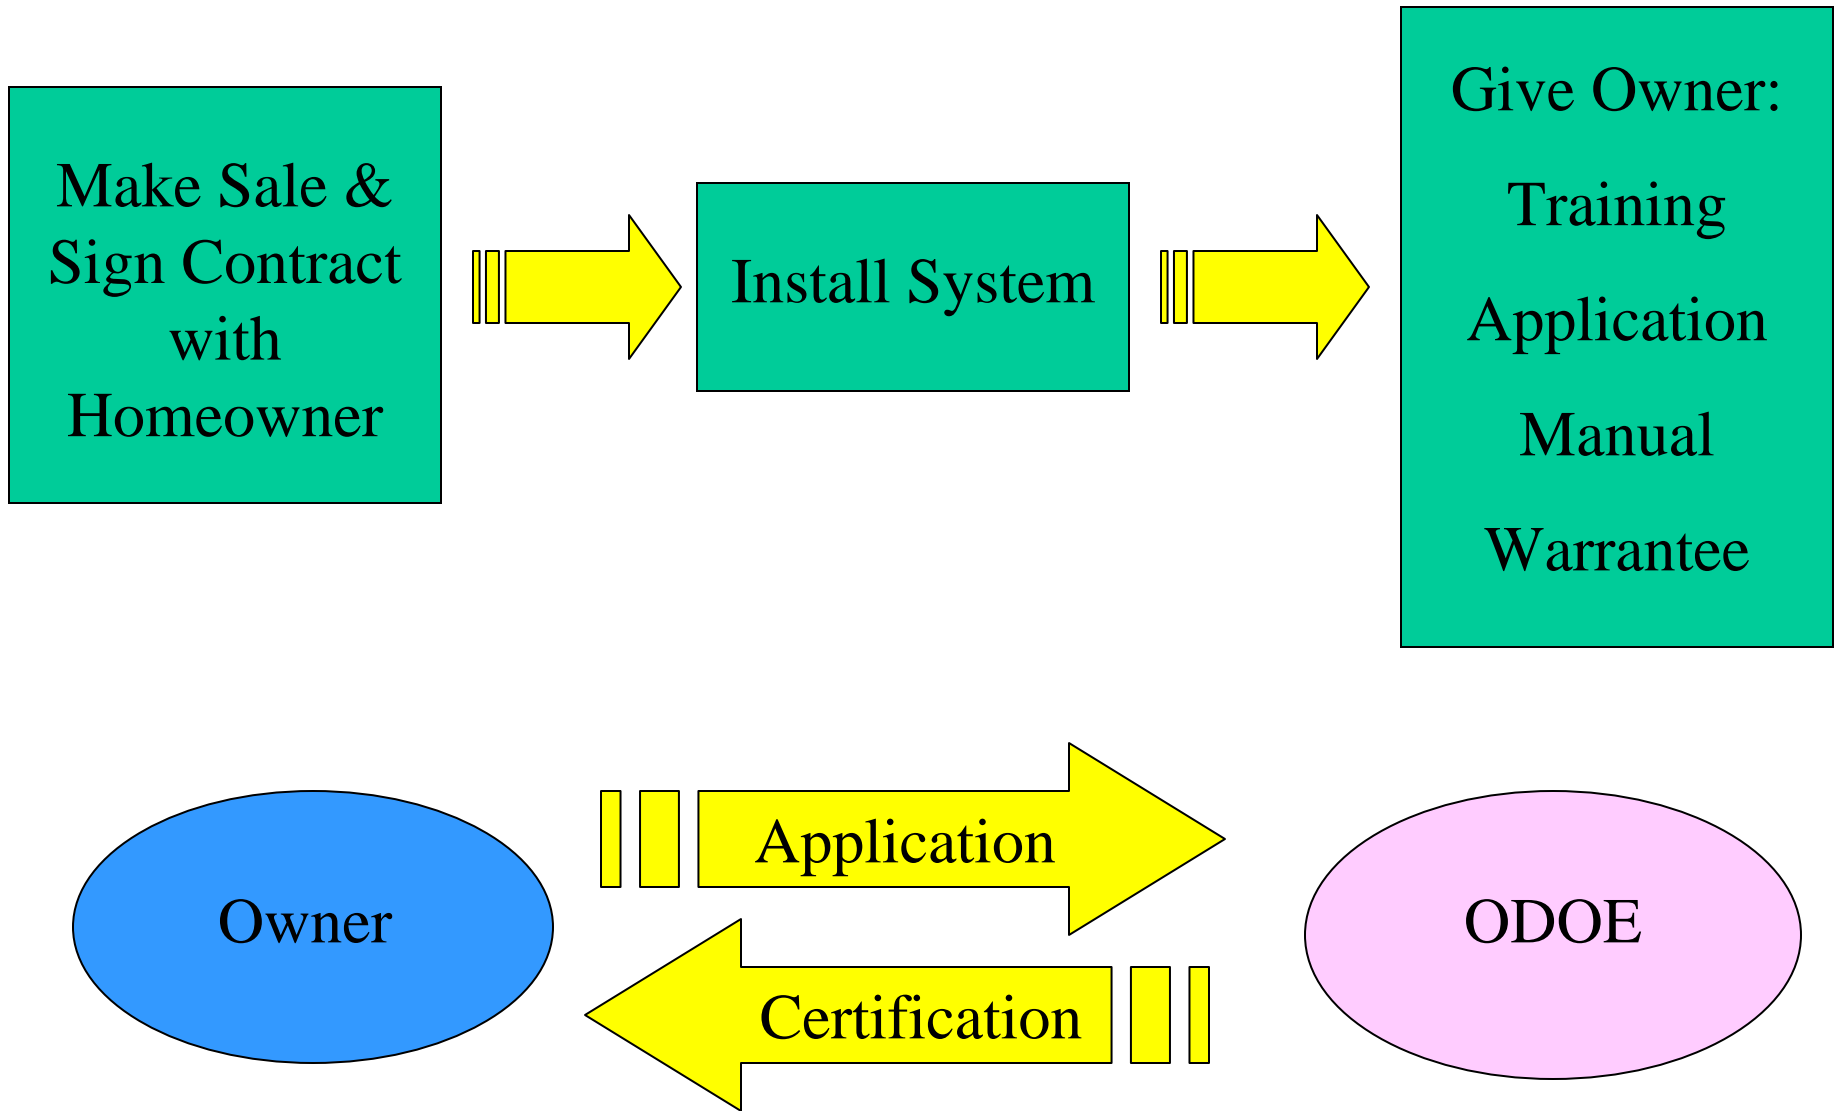 Make Sale &
Sign Contract
with
Homeowner
Install System
Give Owner:
Training
Application
Manual
Warrantee
Application
Owner
ODOE
Certification